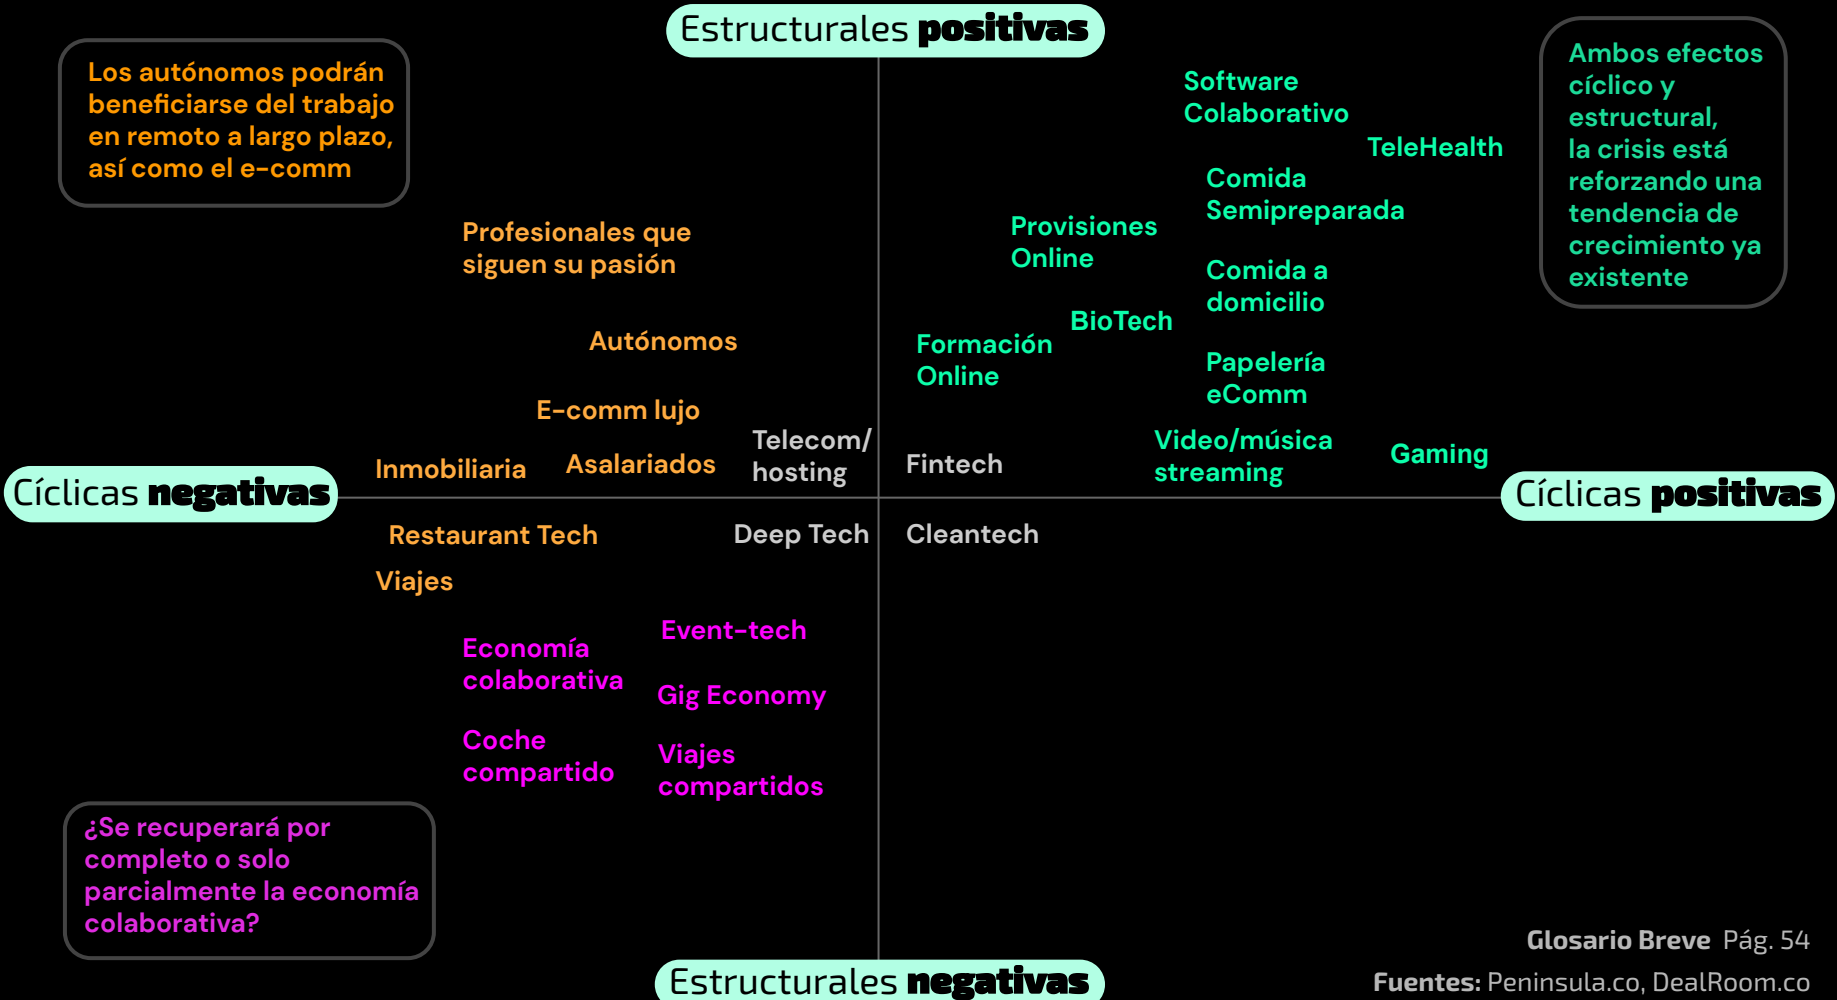 Estructurales positivas
Los autónomos podrán
beneficiarse del trabajo
en remoto a largo plazo,
así como el e-comm
Ambos efectos
cíclico y
estructural,
la crisis está
reforzando una
tendencia de
crecimiento ya
existente
Software
Colaborativo
TeleHealth
Comida
Semipreparada
Provisiones
Online
Comida a
domicilio
BioTech
Formación
Online
Papelería
eComm
Video/música
streaming
Gaming
Fintech
Profesionales que
siguen su pasión
Autónomos
E-comm lujo
Inmobiliaria
Asalariados
Telecom/
hosting
Cíclicas negativas
Cíclicas positivas
Restaurant Tech
Deep Tech
Cleantech
Viajes
Economía
colaborativa
Event-tech
Gig Economy
Coche
compartido
Viajes
compartidos
¿Se recuperará por
completo o solo
parcialmente la economía
colaborativa?
Estructurales negativas
Glosario Breve Pág. 54
Fuentes: Peninsula.co, DealRoom.co